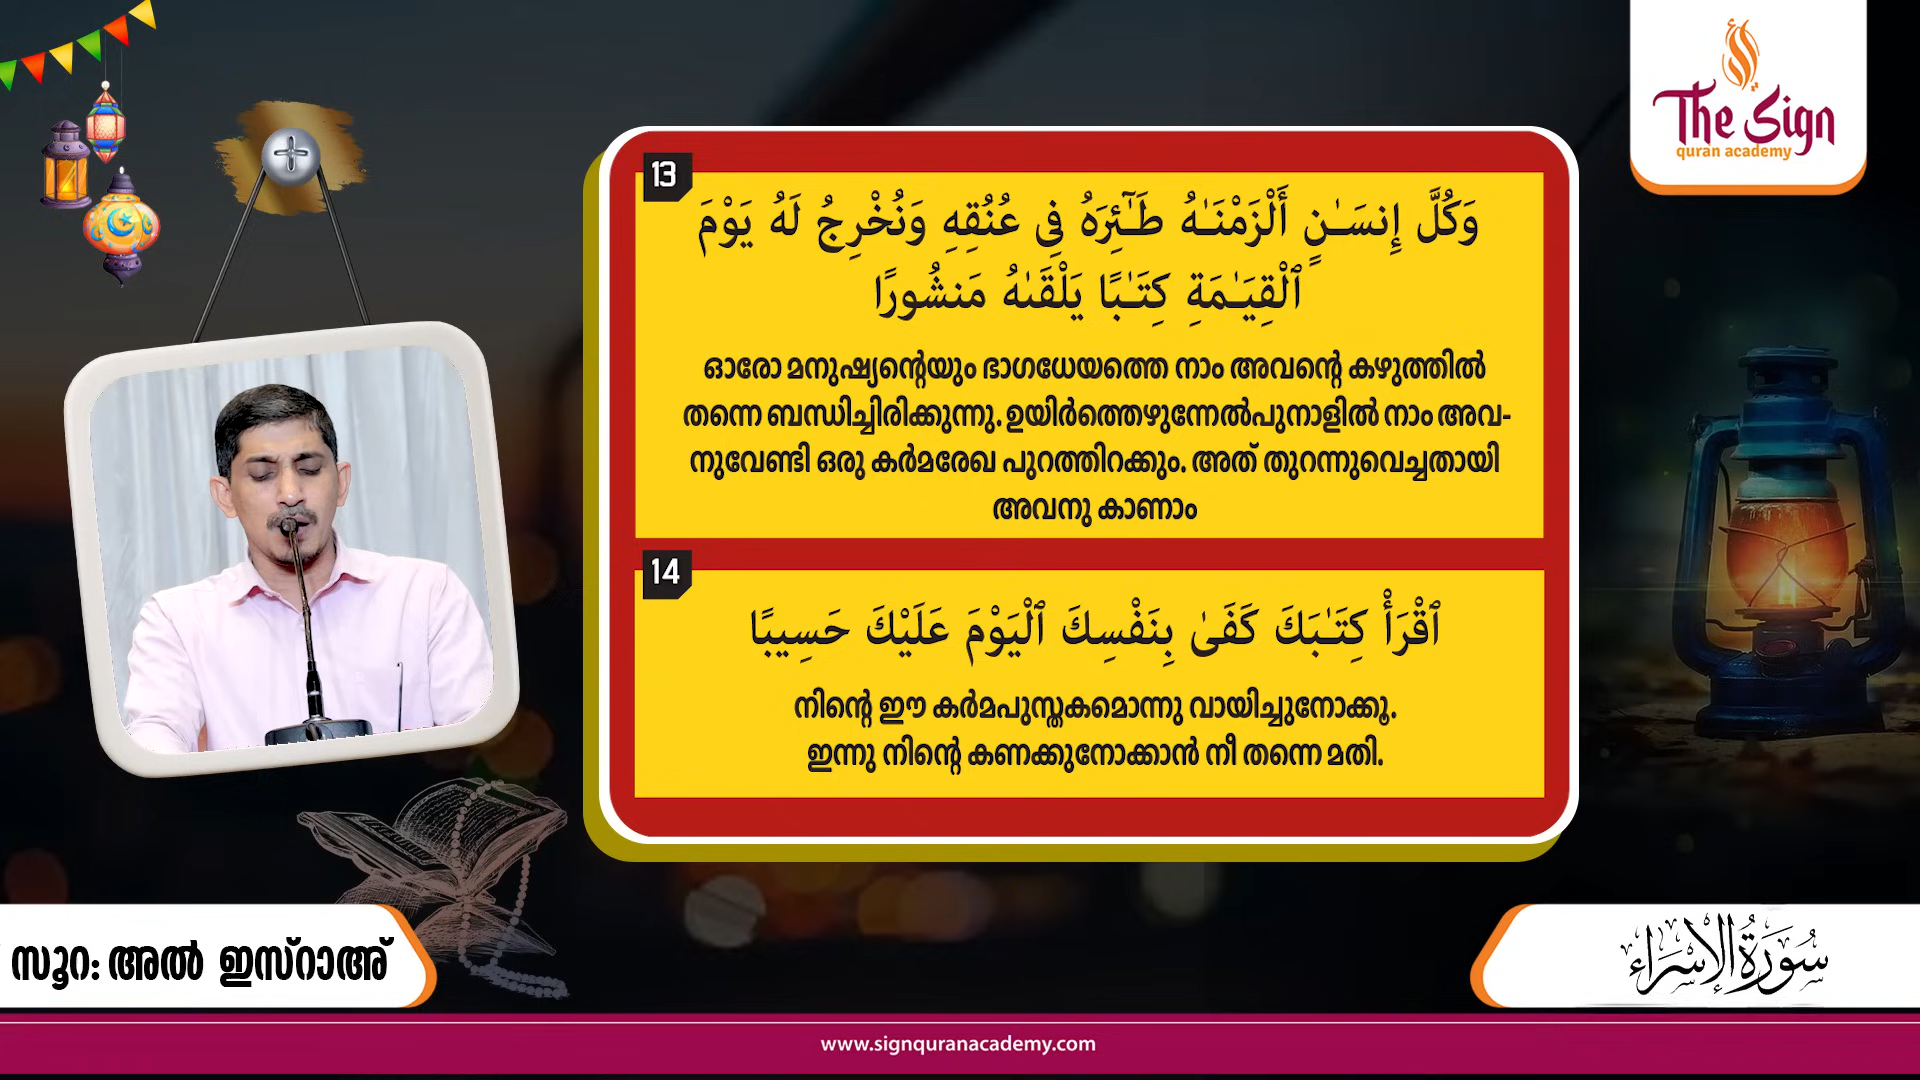 The Sign
quran academy
13
وَكُلَّ إِنسَـٰنٍ أَلْزَمْنَـٰهُ طَـٰٓئِرَهُ فِى عُنُقِهِ وَنُخْرِجُ لَهُ يَوْمَ
ٱلْقِيَـٰمَةِ كِتَـٰبًا يَلْقَىٰهُ مَنشُورًا
ഓരോ മനുഷ്യന്റെയും ഭാഗധേയത്തെ നാം അവന്റെ കഴുത്തിൽ
തന്നെ ബന്ധിച്ചിരിക്കുന്നു. ഉയിർത്തെഴുന്നേൽപുനാളിൽ നാം അവ-
നുവേണ്ടി ഒരു കർമരേഖ പുറത്തിറക്കും. അത് തുറന്നുവെച്ചതായി
അവനു കാണാം
14
ٱقْرَأْ كِتَـٰبَكَ كَفَىٰ بِنَفْسِكَ ٱلْيَوْمَ عَلَيْكَ حَسِيبًا
നിന്റെ ഈ കർമപുസ്തകമൊന്നു വായിച്ചുനോക്കൂ.
ഇന്നു നിന്റെ കണക്കുനോക്കാൻ നീ തന്നെ മതി.
സൂറ: അൽ ഇസ്റാഅ്
سُورَةُ الإِسْرَاء
www.signquranacademy.com